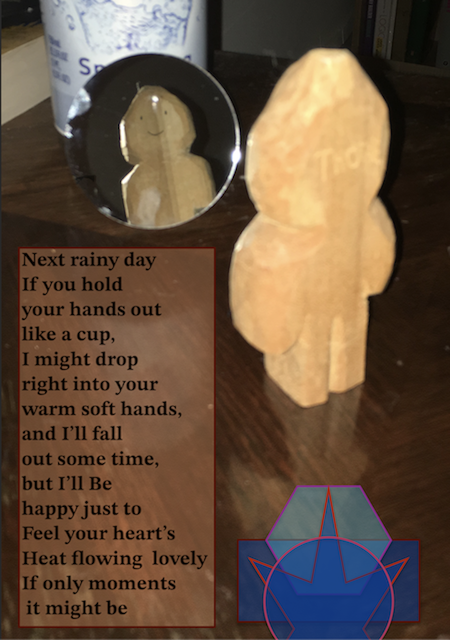 Sp
Next rainy day
If you hold
your hands out
like a cup,
I might drop
right into your
warm soft hands,
and I’ll fall
out some time,
but I’ll Be
happy just to
Feel your heart’s
Heat flowing  lovely
If only moments
it might be